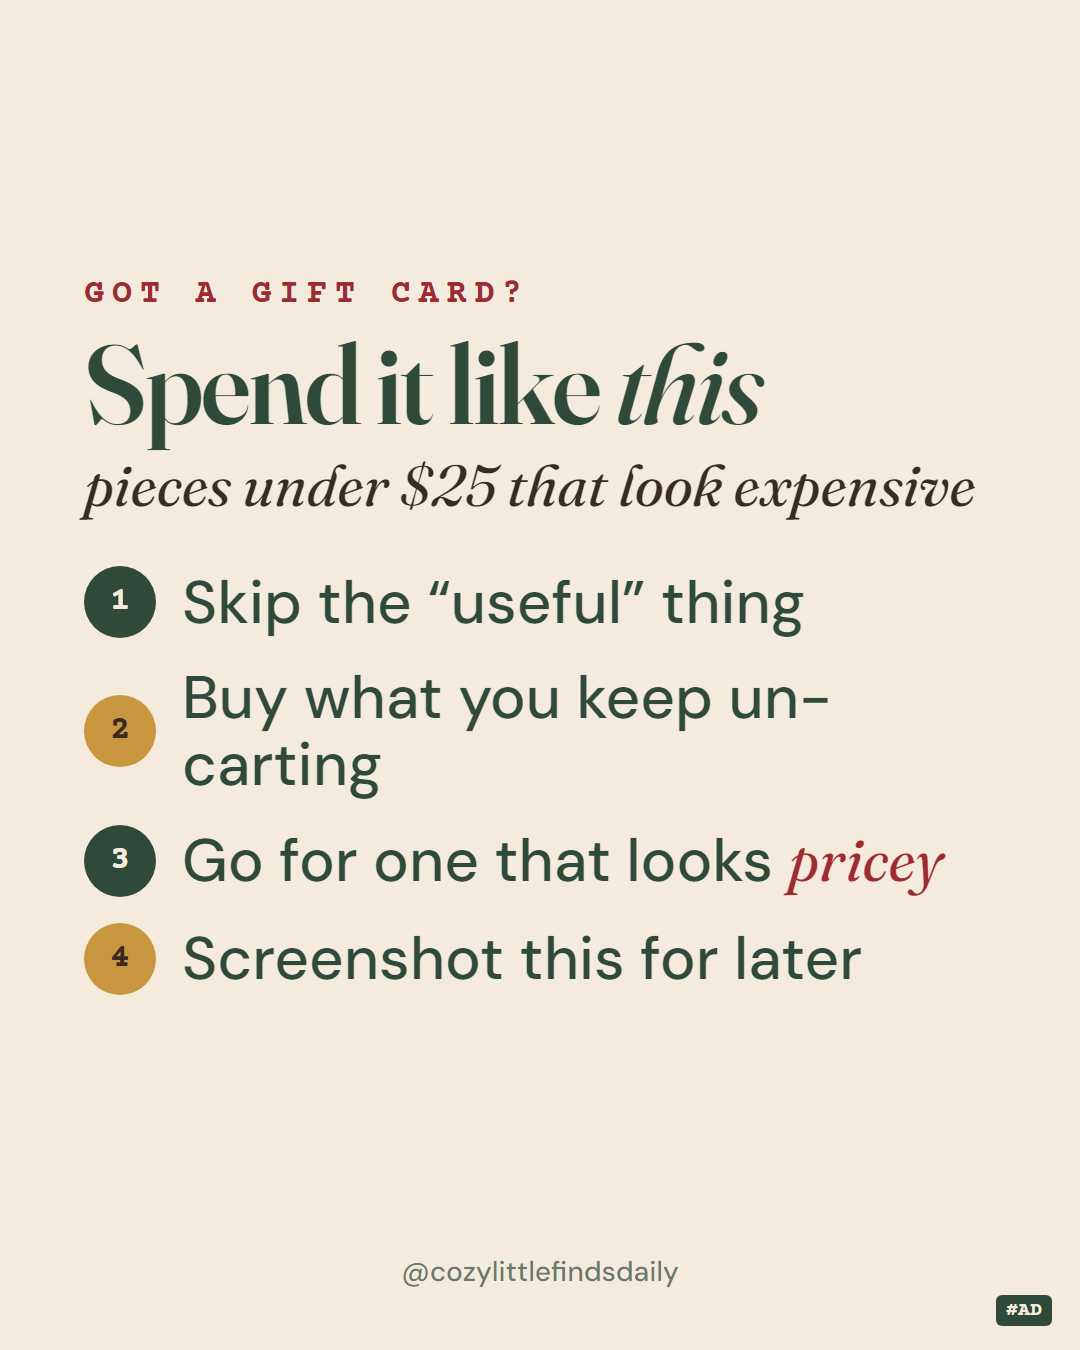 GOT A GIFT CARD?
Spend it like this
pieces under $25 that look expensive
1 Skip the “useful” thing
2 Buy what you keep un-
carting
3 Go for one that looks pricey
4 Screenshot this for later
@cozylittlefindsdaily
#AD